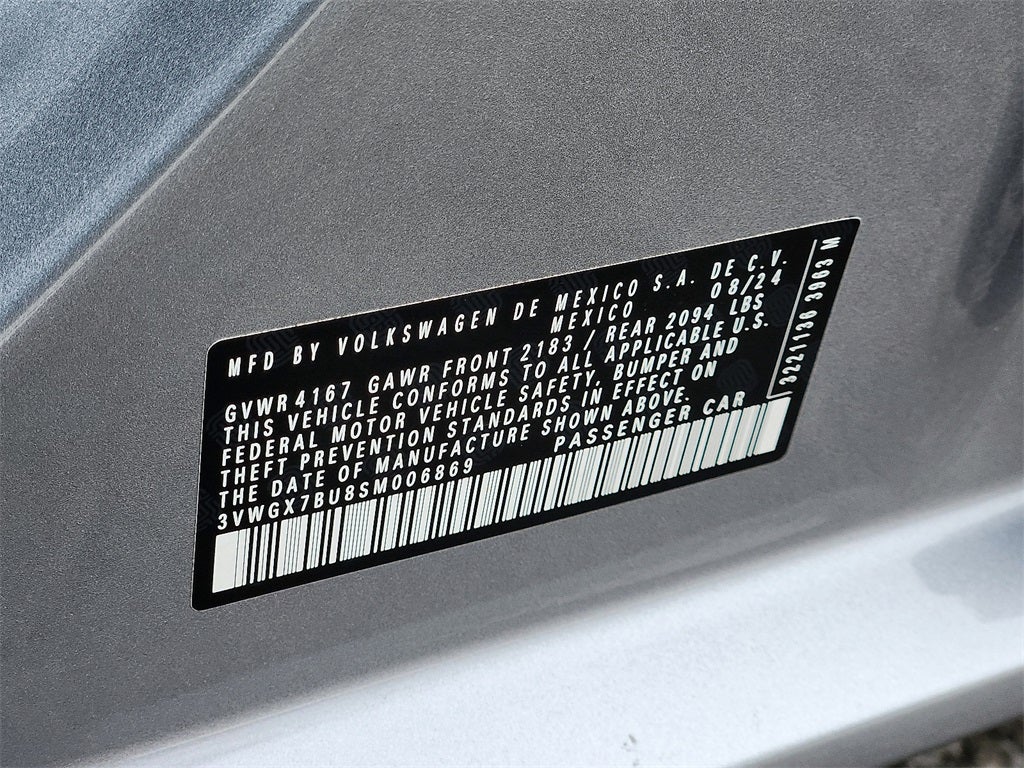 MFD BY VOLKSWAGEN DE MEXICO S.A. DE C.V.
MEXICO 08/24
GVWR 4167 GAWR FRONT 2183 / REAR 2094 LBS
THIS VEHICLE CONFORMS TO ALL APPLICABLE U.S.
FEDERAL MOTOR VEHICLE SAFETY, BUMPER AND
THEFT PREVENTION STANDARDS IN EFFECT ON
THE DATE OF MANUFACTURE SHOWN ABOVE.
3VWGX7BU8SM006869 PASSENGER CAR
3221136 3963 M